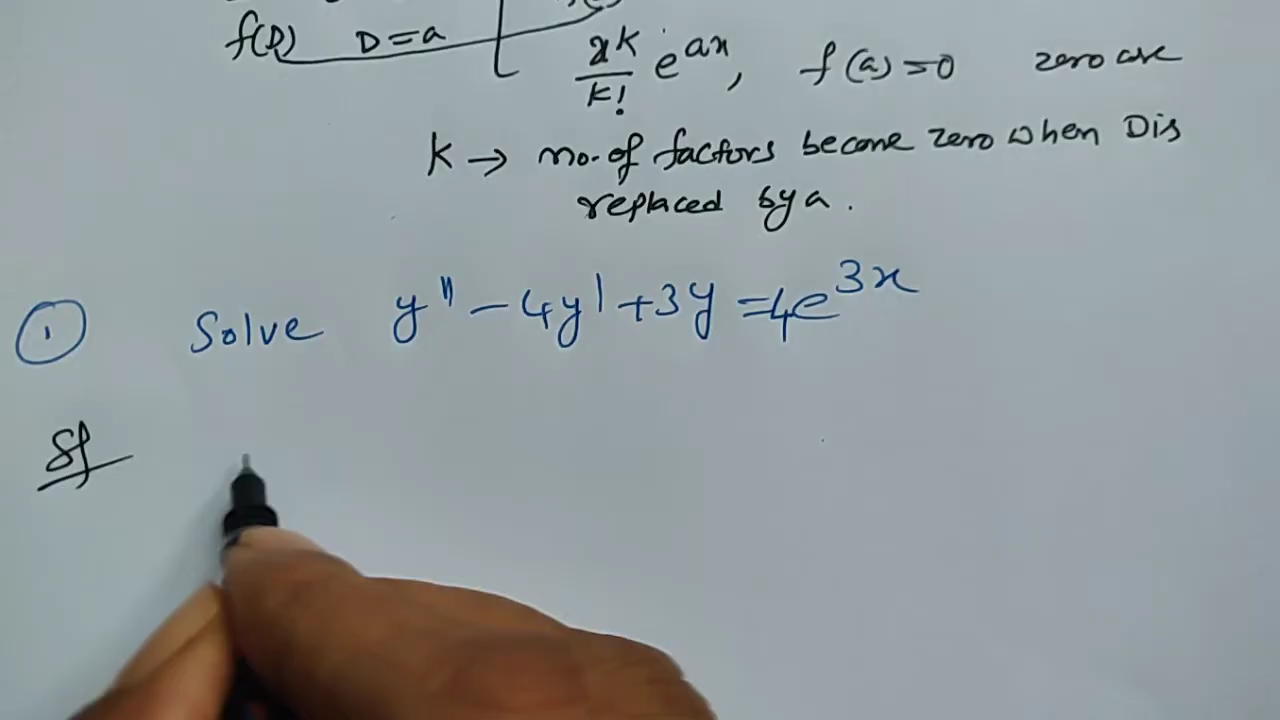 f(D) D=a
x^k/k! e^{ax}, f(a)=0 zero are
K → no. of factors become zero when D is
replaced by a.
① Solve y'' - 4y' + 3y = 4e^{3x}
Sol